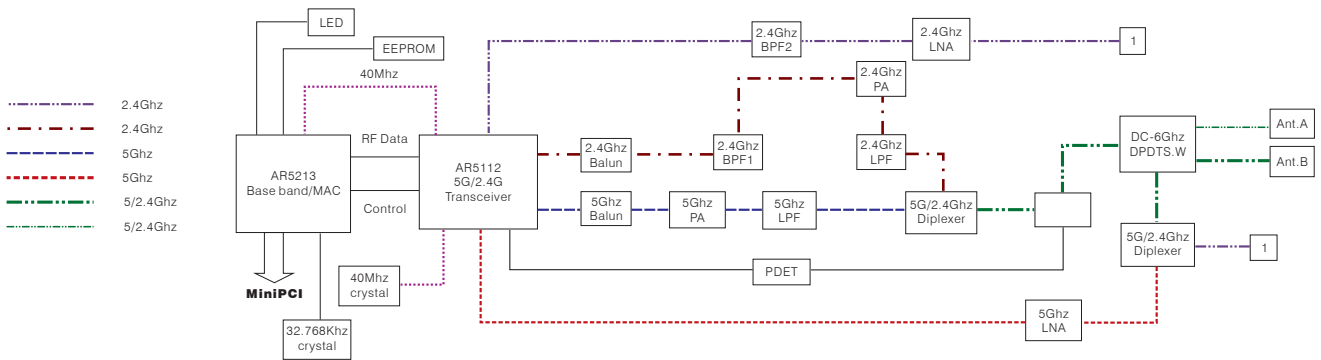 LED
EEPROM
40Mhz
2.4Ghz
BPF2
2.4Ghz
LNA
1
2.4Ghz
PA
2.4Ghz
2.4Ghz
5Ghz
5Ghz
5/2.4Ghz
5/2.4Ghz
AR5213
Base band/MAC
RF Data
Control
AR5112
5G/2.4G
Transceiver
2.4Ghz
Balun
2.4Ghz
BPF1
2.4Ghz
LPF
DC-6Ghz
DPDTS.W
Ant.A
Ant.B
5Ghz
Balun
5Ghz
PA
5Ghz
LPF
5G/2.4Ghz
Diplexer
5G/2.4Ghz
Diplexer
1
PDET
MiniPCI
40Mhz
crystal
32.768Khz
crystal
5Ghz
LNA